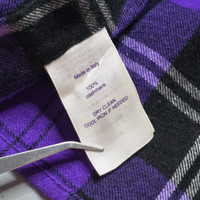 Made in Italy
100%
cashmere
DRY CLEAN
COOL IRON IF NEEDED